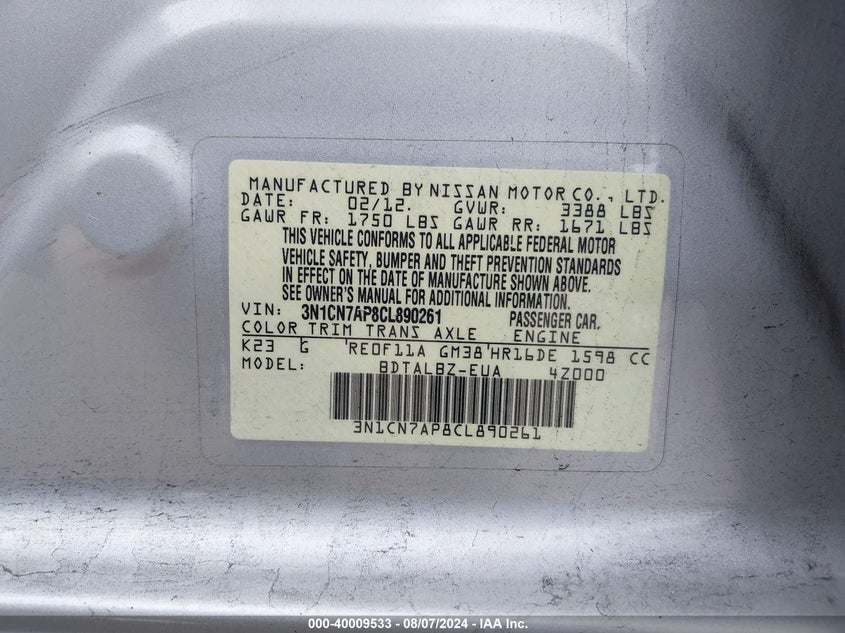 MANUFACTURED BY NISSAN MOTOR CO., LTD.
DATE: 02/12. GVWR: 3388 LBS
GAWR FR: 1750 LBS GAWR RR: 1671 LBS
THIS VEHICLE CONFORMS TO ALL APPLICABLE FEDERAL MOTOR
VEHICLE SAFETY, BUMPER AND THEFT PREVENTION STANDARDS
IN EFFECT ON THE DATE OF MANUFACTURE SHOWN ABOVE.
SEE OWNER'S MANUAL FOR ADDITIONAL INFORMATION.
VIN: 3N1CN7AP8CL890261 PASSENGER CAR.
COLOR TRIM TRANS AXLE ENGINE
K23 G RE0F11A GM38 HR16DE 1598 CC
MODEL: BDTALBZ-EUA 4Z000
3N1CN7AP8CL890261
000-40009533 - 08/07/2024 - IAA Inc.